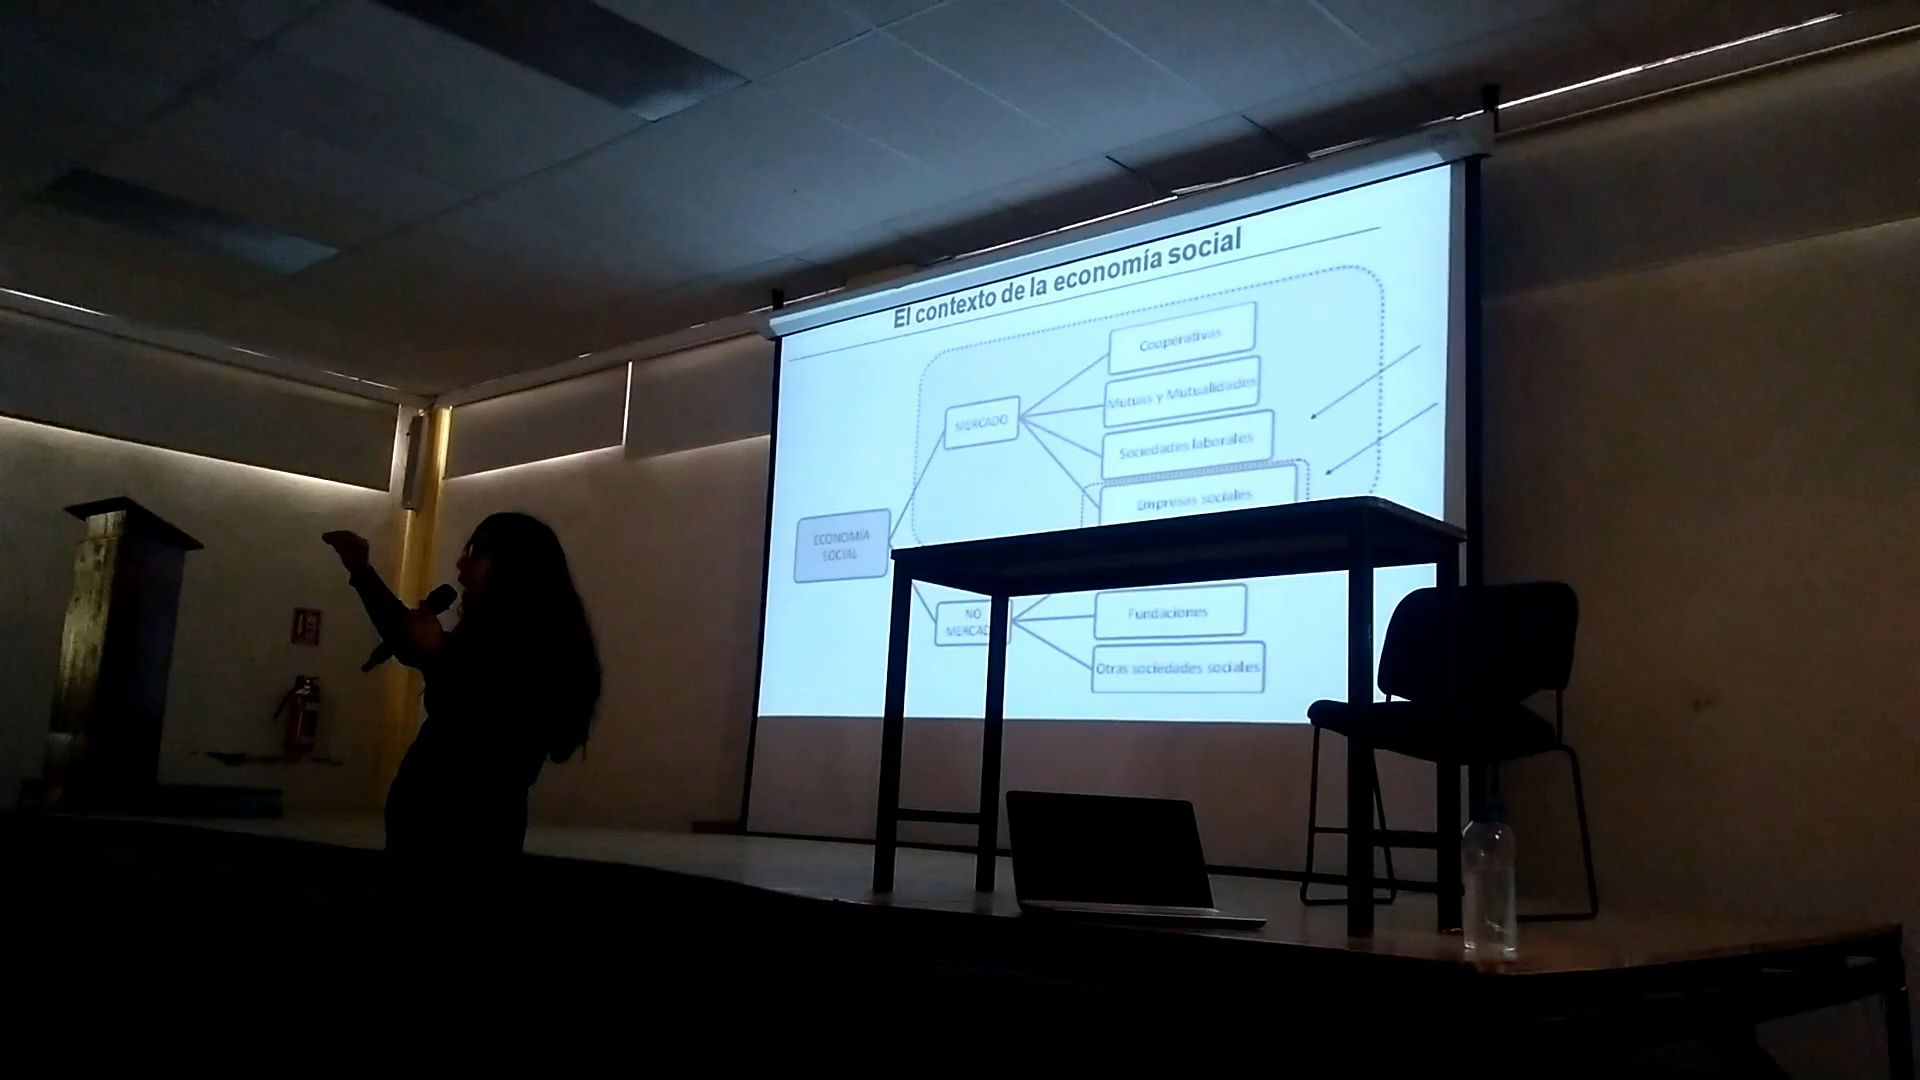 El contexto de la economía social
Cooperativas
Mutuas y Mutualidades
MERCADO
Sociedades laborales
Empresas sociales
ECONOMÍA
SOCIAL
NO
MERCAD
Fundaciones
Otras sociedades sociales